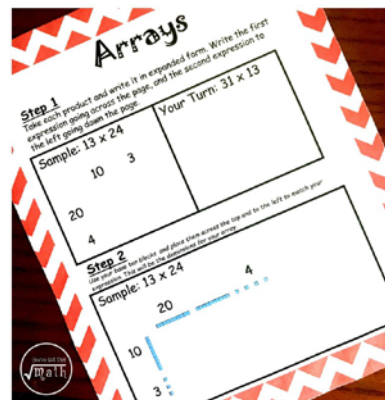 Arrays
Step 1
Take each product and write it in expanded form. Write the first
expression going across the page, and the second expression to
the left going down the page.
Sample: 13 x 24
10 3
20
4
Your Turn: 31 x 13
Step 2
Use your base ten blocks and place them across the top and to the left to match your
expression. This will be the dimensions for your array.
Sample: 13 x 24
20 4
10
3
you've got this
math